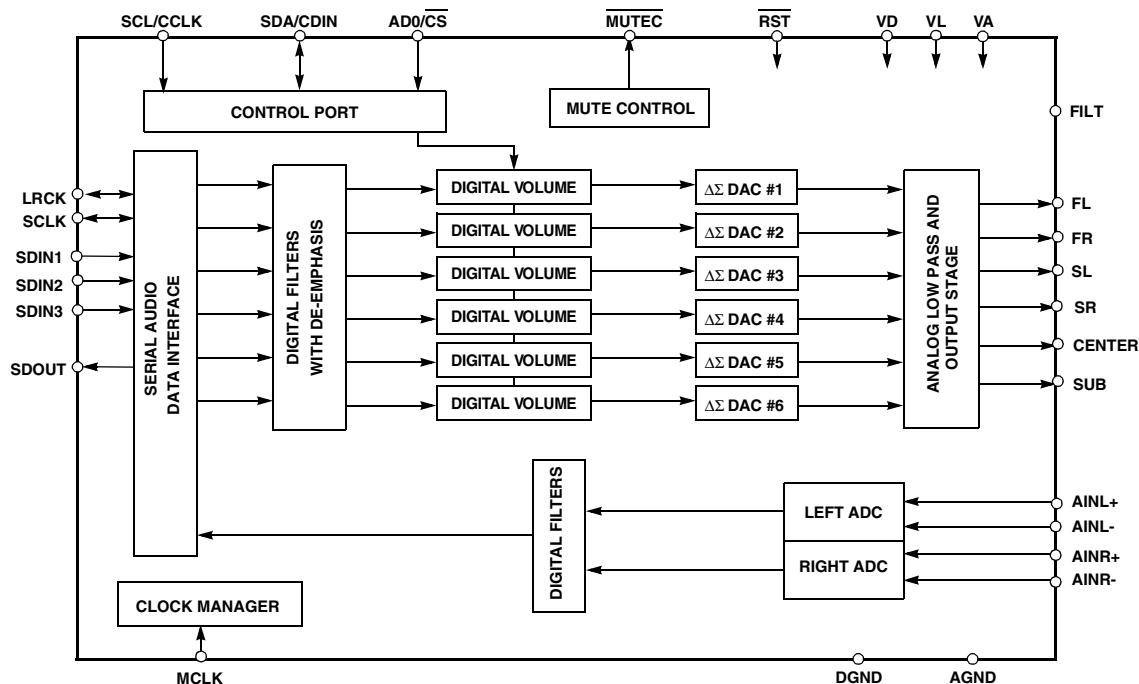 SCL/CCLK
SDA/CDIN
AD0/CS
MUTEC
RST
VD
VL
VA
CONTROL PORT
MUTE CONTROL
FILT
LRCK
SCLK
SDIN1
SDIN2
SDIN3
SDOUT
SERIAL AUDIO
DATA INTERFACE
DIGITAL FILTERS
WITH DE-EMPHASIS
DIGITAL VOLUME
DIGITAL VOLUME
DIGITAL VOLUME
DIGITAL VOLUME
DIGITAL VOLUME
DIGITAL VOLUME
ΔΣ DAC #1
ΔΣ DAC #2
ΔΣ DAC #3
ΔΣ DAC #4
ΔΣ DAC #5
ΔΣ DAC #6
ANALOG LOW PASS AND
OUTPUT STAGE
FL
FR
SL
SR
CENTER
SUB
DIGITAL FILTERS
LEFT ADC
RIGHT ADC
AINL+
AINL-
AINR+
AINR-
CLOCK MANAGER
MCLK
DGND
AGND